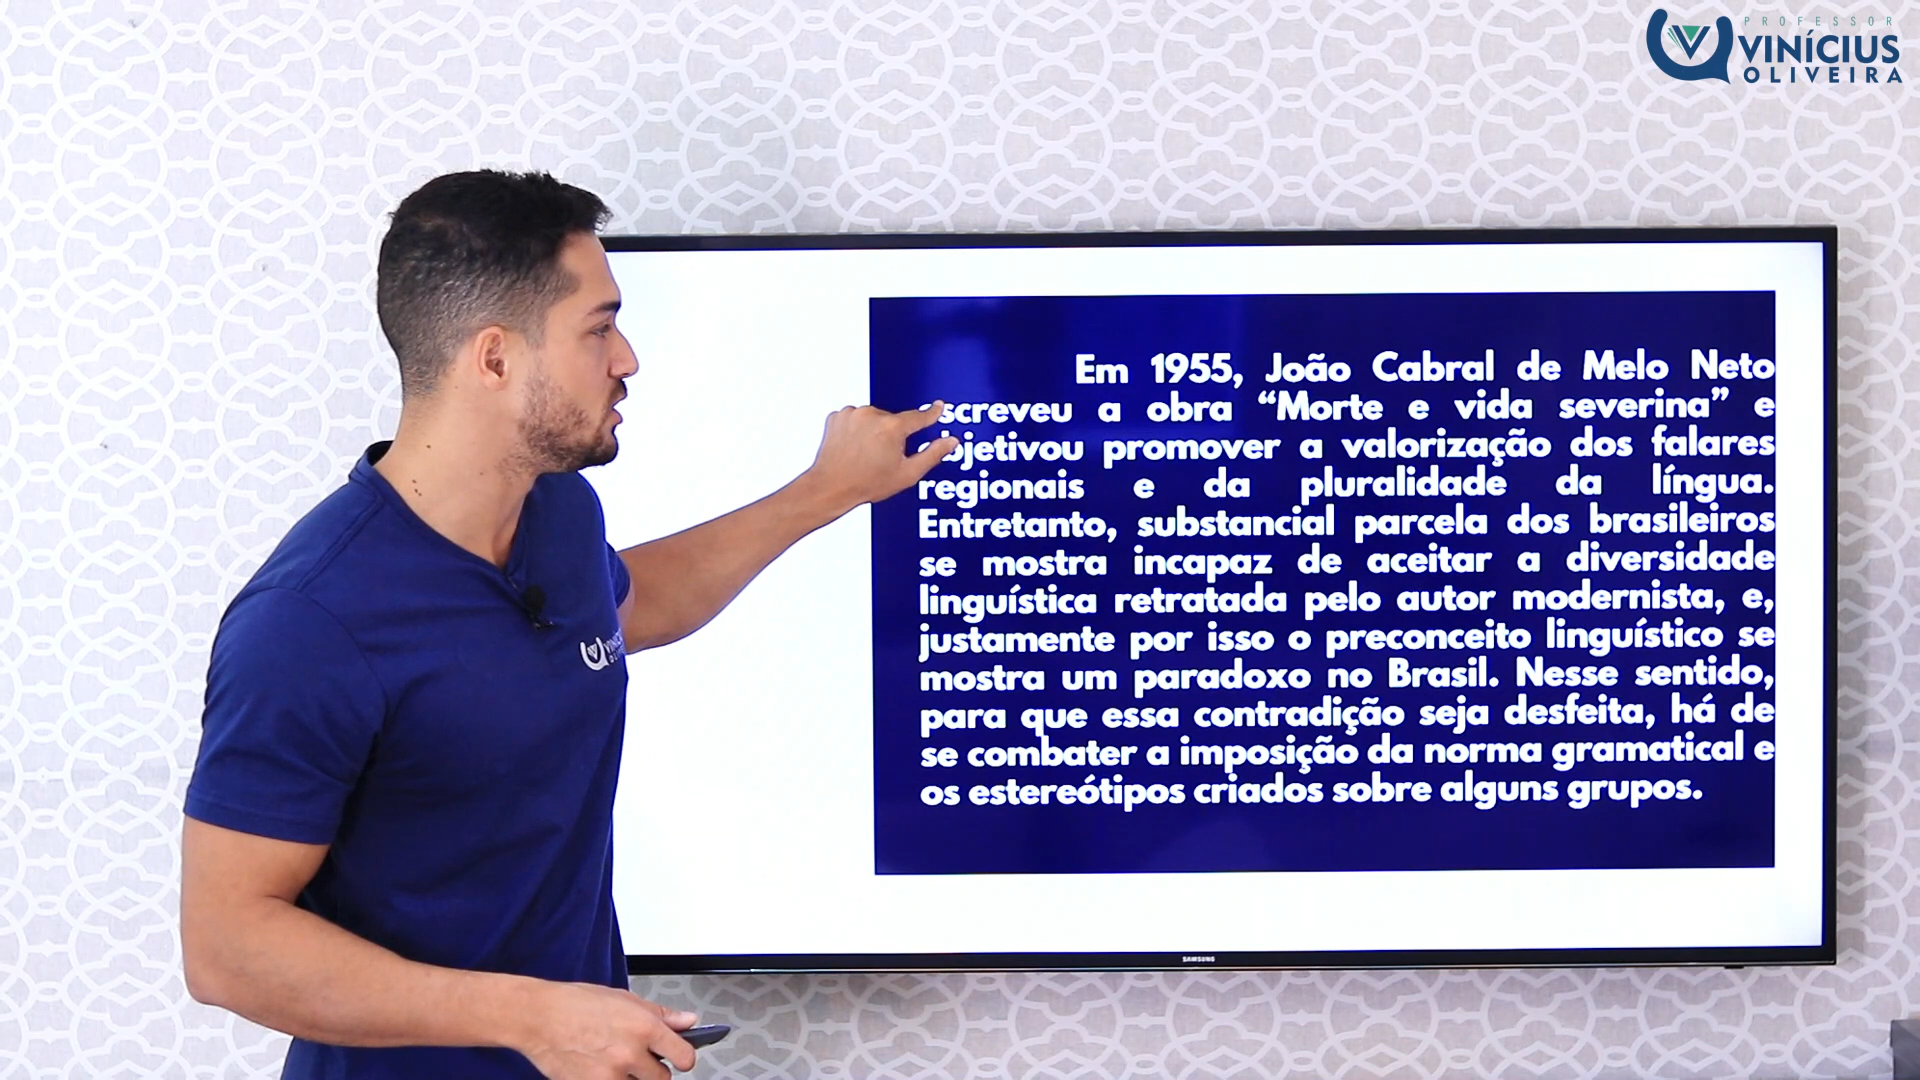 PROFESSOR
VINÍCIUS
OLIVEIRA
Em 1955, João Cabral de Melo Neto
escreveu a obra “Morte e vida severina” e
objetivou promover a valorização dos falares
regionais e da pluralidade da língua.
Entretanto, substancial parcela dos brasileiros
se mostra incapaz de aceitar a diversidade
linguística retratada pelo autor modernista, e,
justamente por isso o preconceito linguístico se
mostra um paradoxo no Brasil. Nesse sentido,
para que essa contradição seja desfeita, há de
se combater a imposição da norma gramatical e
os estereótipos criados sobre alguns grupos.
SAMSUNG